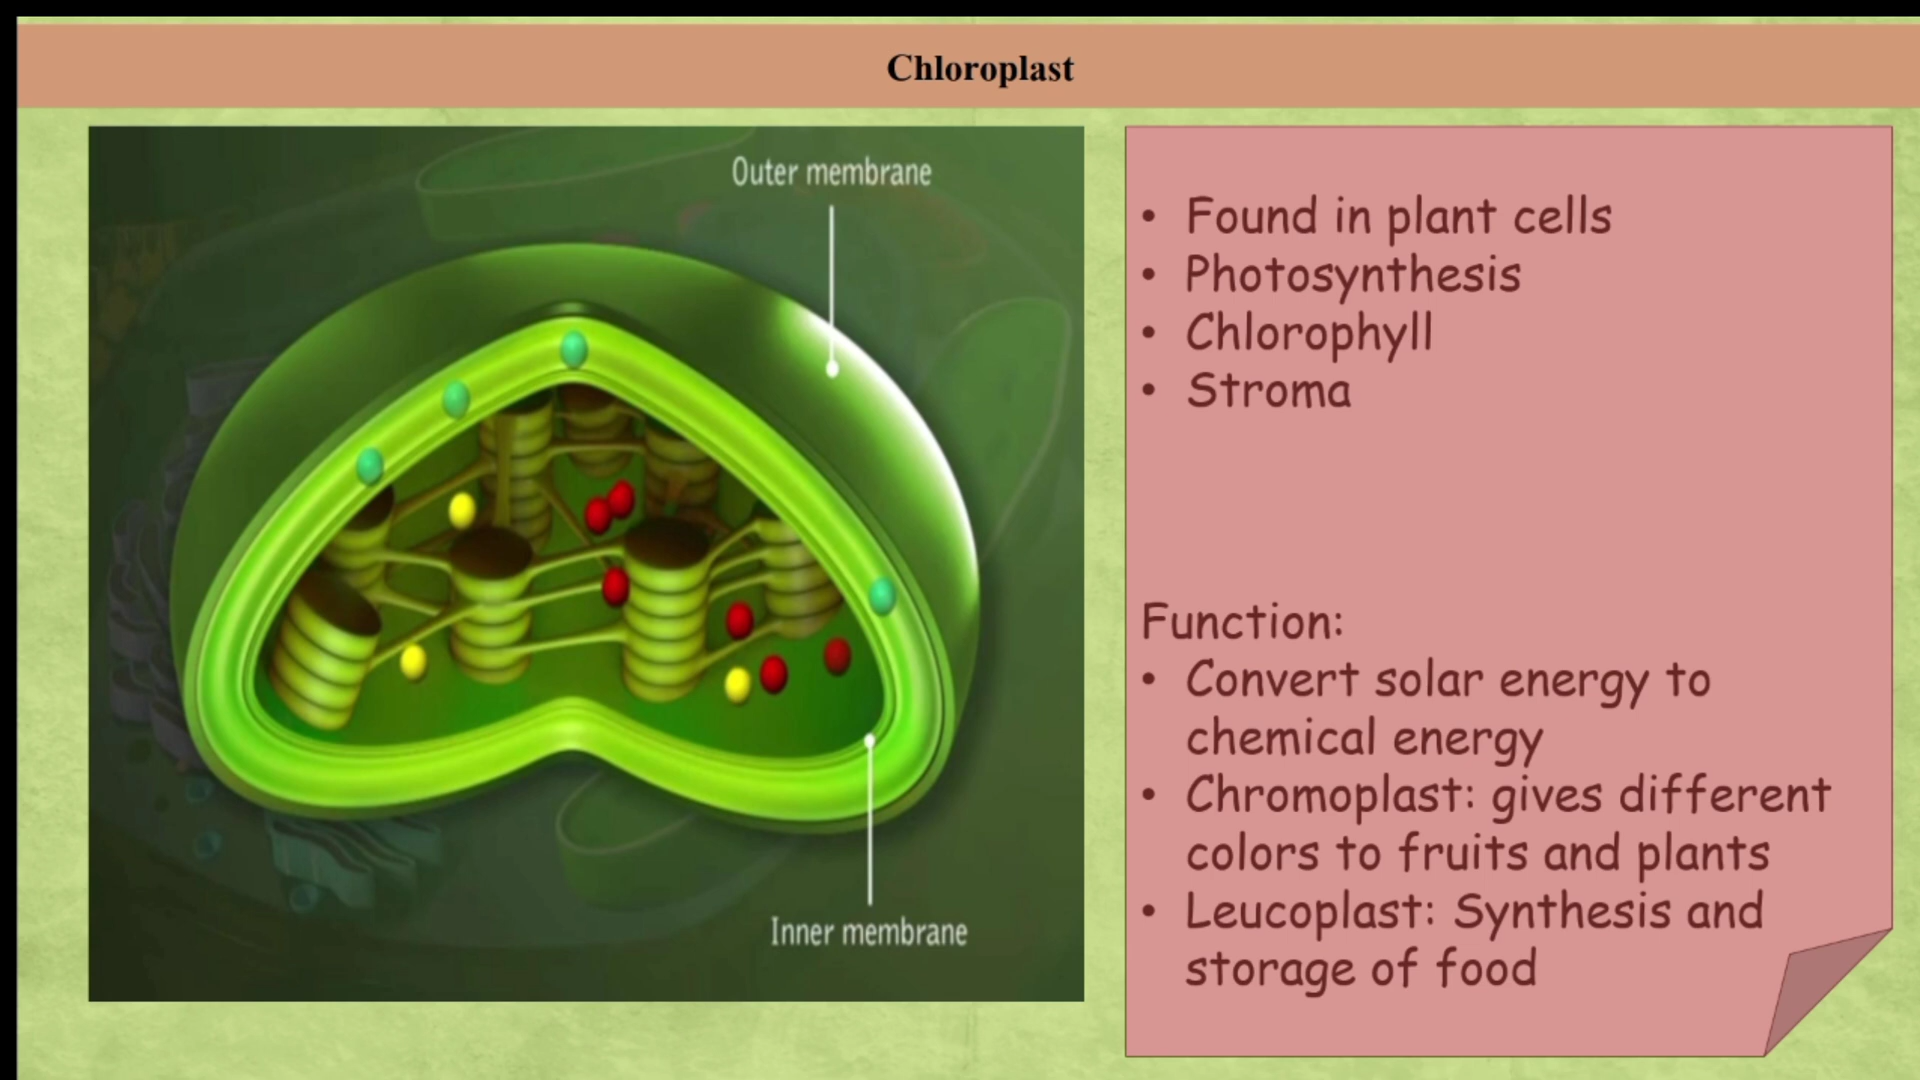 Chloroplast
Outer membrane
Inner membrane
• Found in plant cells
• Photosynthesis
• Chlorophyll
• Stroma
Function:
• Convert solar energy to
chemical energy
• Chromoplast: gives different
colors to fruits and plants
• Leucoplast: Synthesis and
storage of food